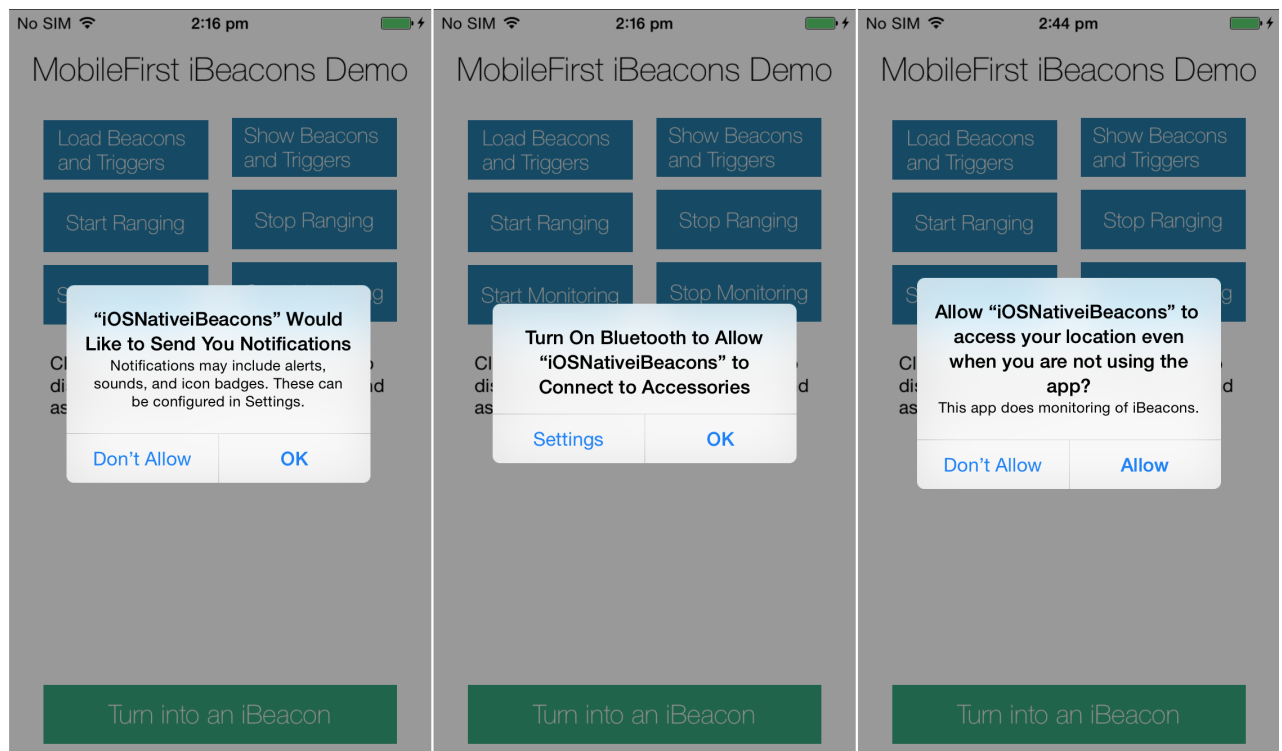 No SIM 2:16 pm
MobileFirst iBeacons Demo
Load Beacons
and Triggers
Show Beacons
and Triggers
Start Ranging
Stop Ranging
“iOSNativeiBeacons” Would
Like to Send You Notifications
Notifications may include alerts,
sounds, and icon badges. These can
be configured in Settings.
Don’t Allow
OK
Turn into an iBeacon
No SIM 2:16 pm
MobileFirst iBeacons Demo
Load Beacons
and Triggers
Show Beacons
and Triggers
Start Ranging
Stop Ranging
Start Monitoring
Stop Monitoring
Turn On Bluetooth to Allow
“iOSNativeiBeacons” to
Connect to Accessories
Settings
OK
Turn into an iBeacon
No SIM 2:44 pm
MobileFirst iBeacons Demo
Load Beacons
and Triggers
Show Beacons
and Triggers
Start Ranging
Stop Ranging
Allow “iOSNativeiBeacons” to
access your location even
when you are not using the
app?
This app does monitoring of iBeacons.
Don’t Allow
Allow
Turn into an iBeacon